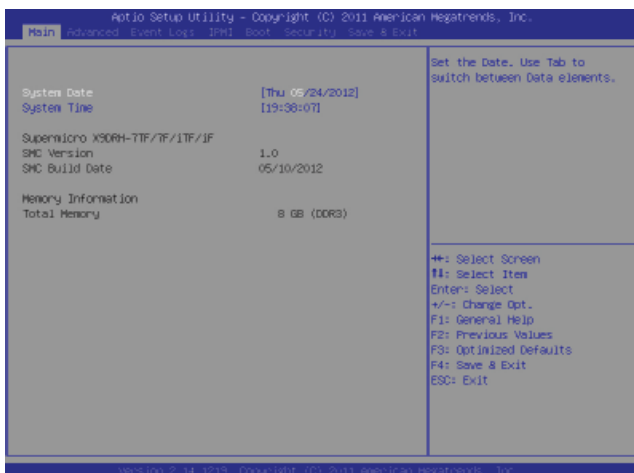 Aptio Setup Utility - Copyright (C) 2011 American Megatrends, Inc.
Main Advanced Event Logs IPMI Boot Security Save & Exit
System Date [Thu 05/24/2012]
System Time [19:38:07]
Supermicro X9DRH-7TF/7F/iTF/iF
SMC Version 1.0
SMC Build Date 05/10/2012
Memory Information
Total Memory 8 GB (DDR3)
Set the Date. Use Tab to
switch between Data elements.
→←: Select Screen
↑↓: Select Item
Enter: Select
+/-: Change Opt.
F1: General Help
F2: Previous Values
F3: Optimized Defaults
F4: Save & Exit
ESC: Exit
Version 2.14.1219. Copyright (C) 2011 American Megatrends, Inc.